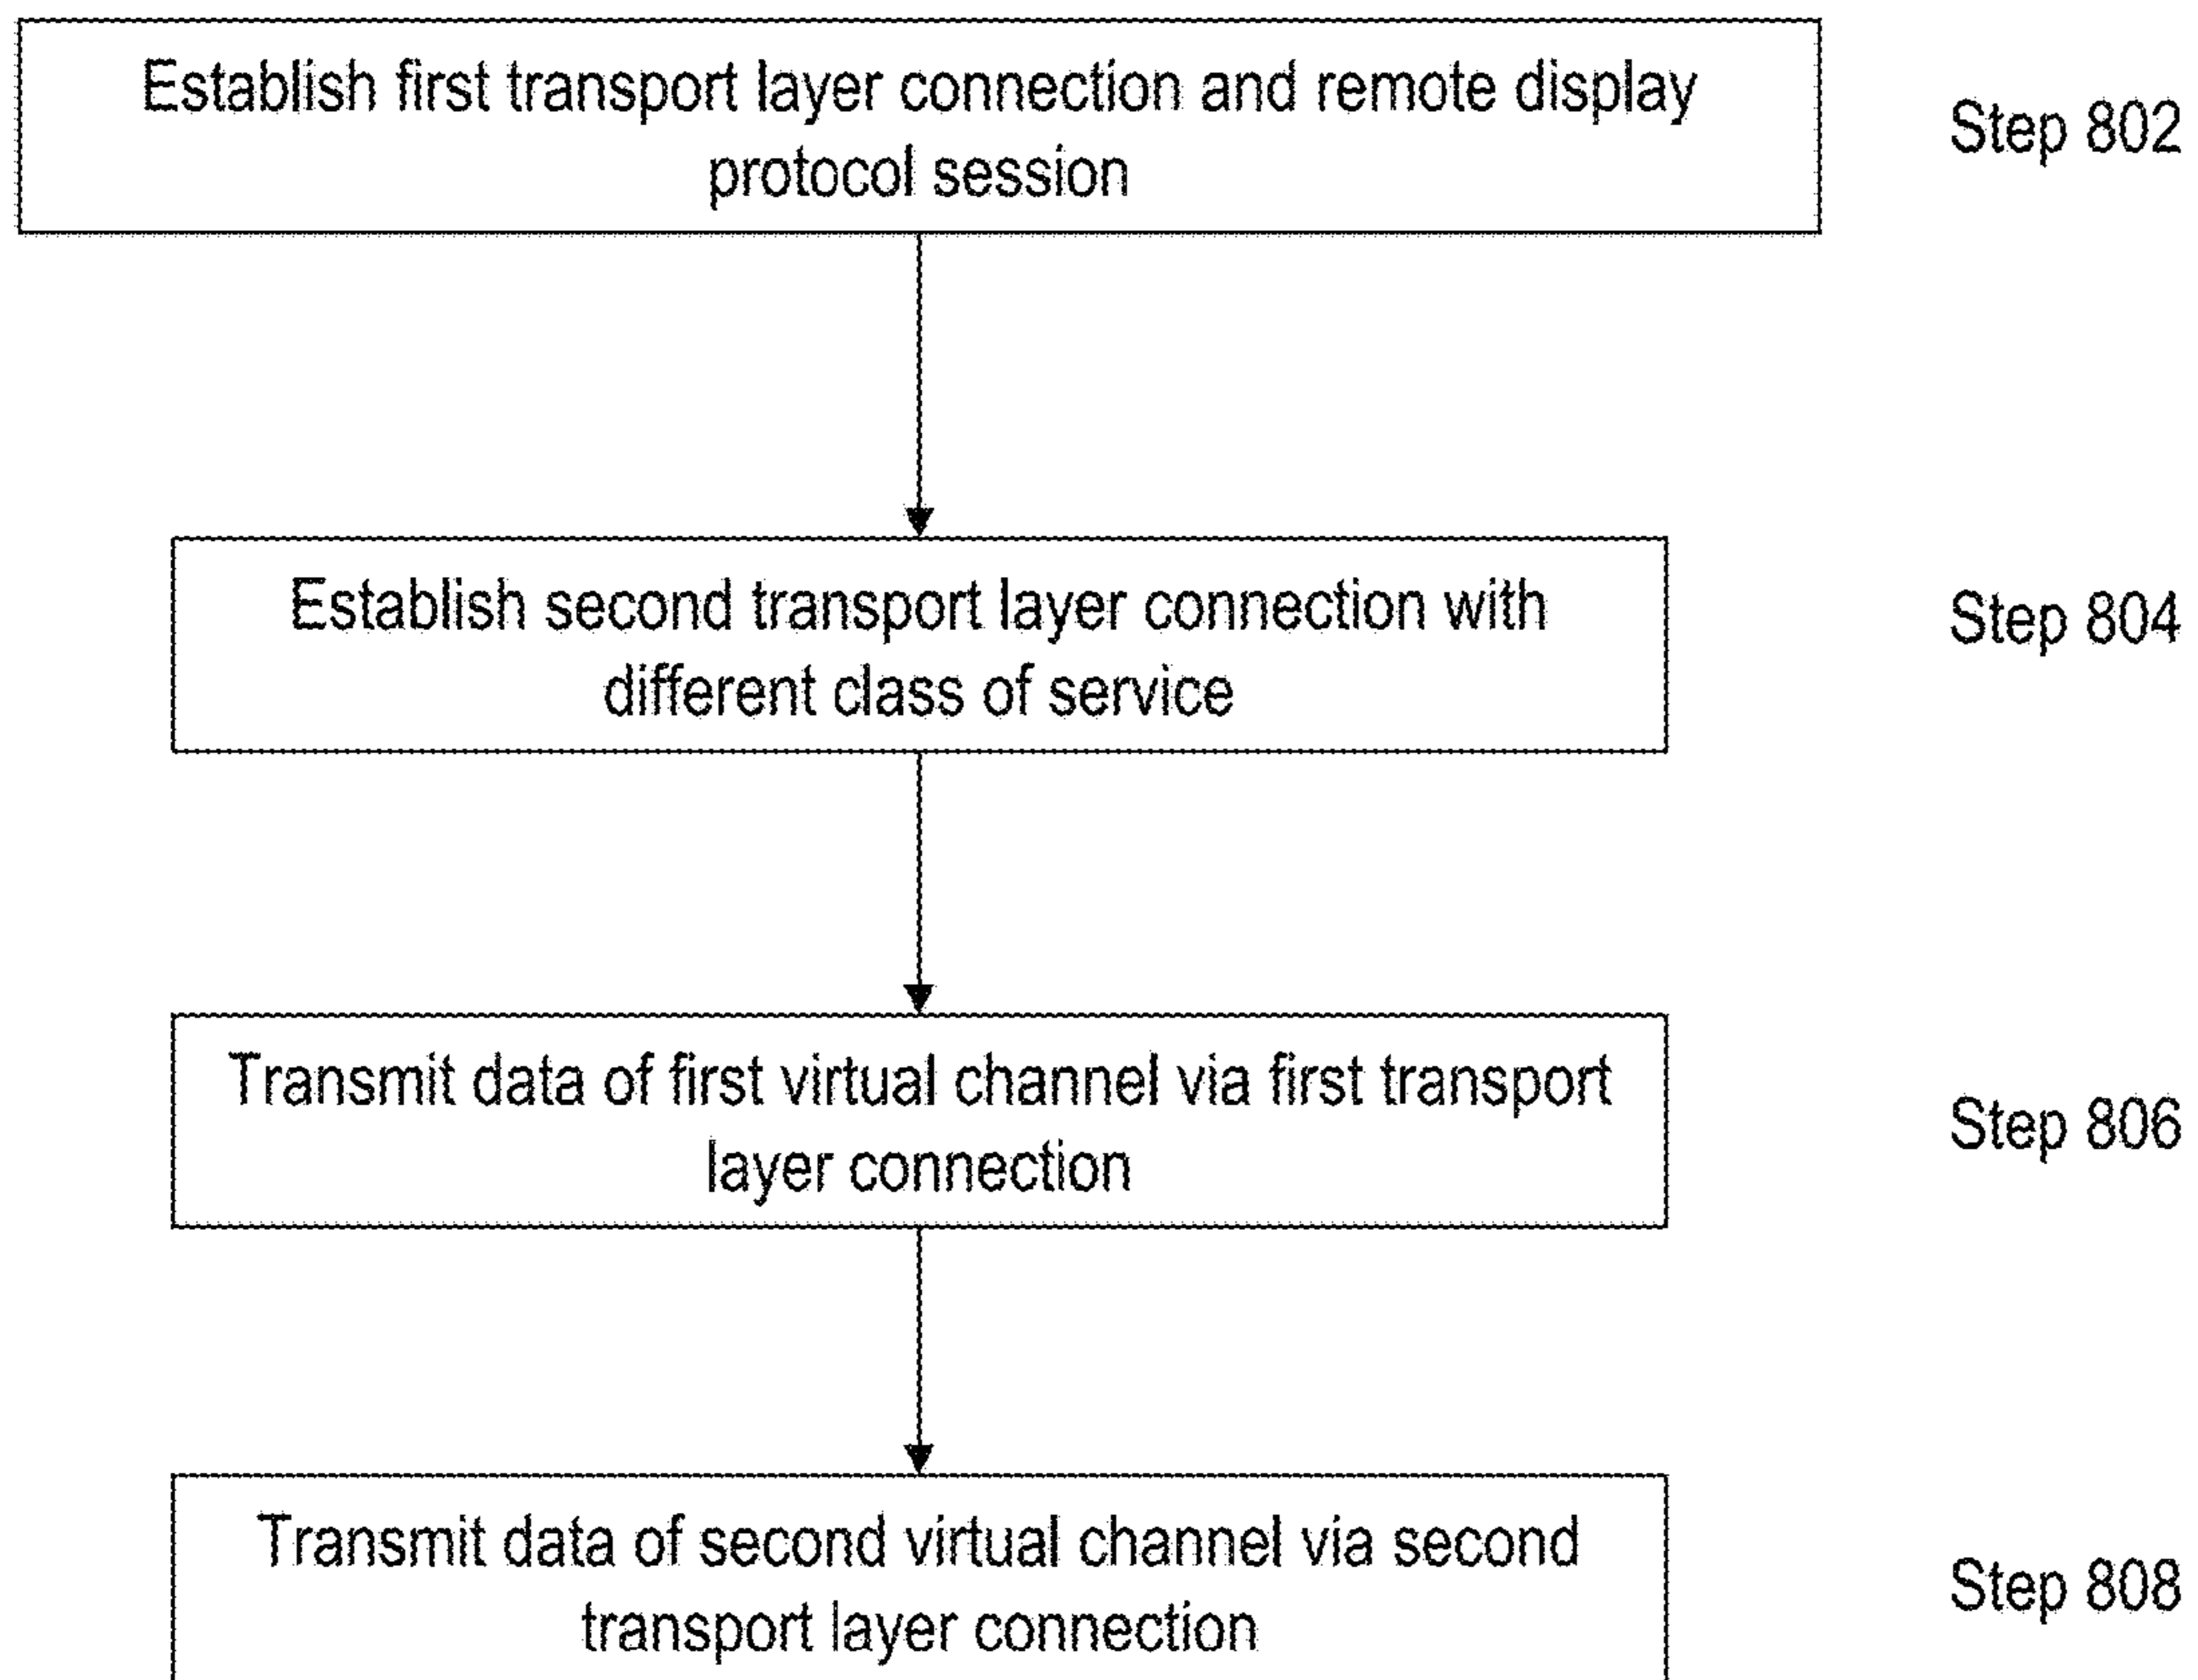 Establish first transport layer connection and remote display
protocol session
Step 802
Establish second transport layer connection with
different class of service
Step 804
Transmit data of first virtual channel via first transport
layer connection
Step 806
Transmit data of second virtual channel via second
transport layer connection
Step 808